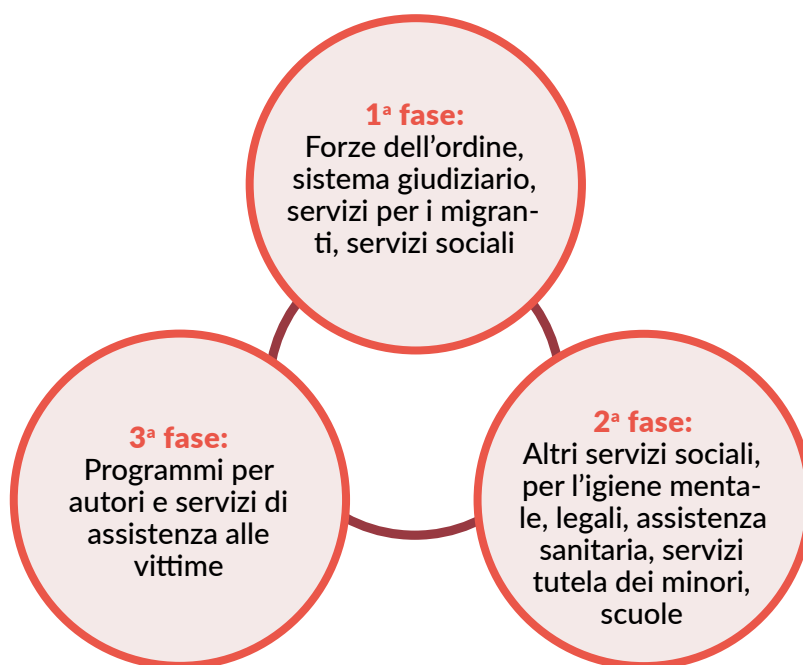 1ª fase:
Forze dell’ordine,
sistema giudiziario,
servizi per i migran-
ti, servizi sociali
3ª fase:
Programmi per
autori e servizi di
assistenza alle
vittime
2ª fase:
Altri servizi sociali,
per l’igiene menta-
le, legali, assistenza
sanitaria, servizi
tutela dei minori,
scuole